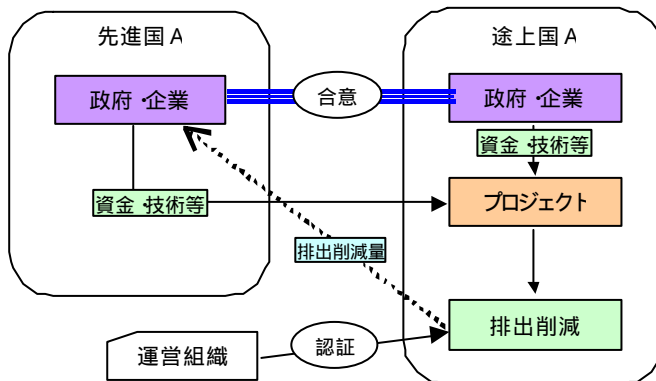 先進国A
途上国A
政府・企業
合意
政府・企業
資金・技術等
資金・技術等
プロジェクト
排出削減量
排出削減
運営組織
認証